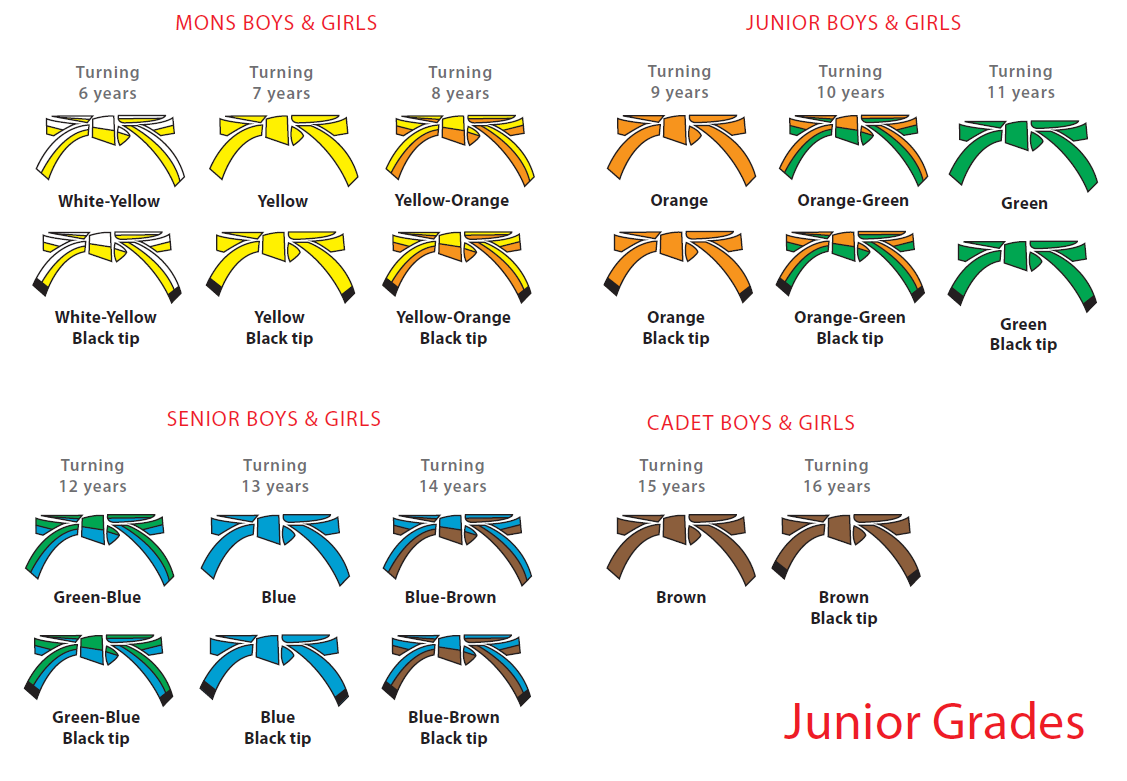 MONS BOYS & GIRLS
Turning
6 years
Turning
7 years
Turning
8 years
White-Yellow
Yellow
Yellow-Orange
White-Yellow
Black tip
Yellow
Black tip
Yellow-Orange
Black tip
JUNIOR BOYS & GIRLS
Turning
9 years
Turning
10 years
Turning
11 years
Orange
Orange-Green
Green
Orange
Black tip
Orange-Green
Black tip
Green
Black tip
SENIOR BOYS & GIRLS
Turning
12 years
Turning
13 years
Turning
14 years
Green-Blue
Blue
Blue-Brown
Green-Blue
Black tip
Blue
Black tip
Blue-Brown
Black tip
CADET BOYS & GIRLS
Turning
15 years
Turning
16 years
Brown
Brown
Black tip
Junior Grades